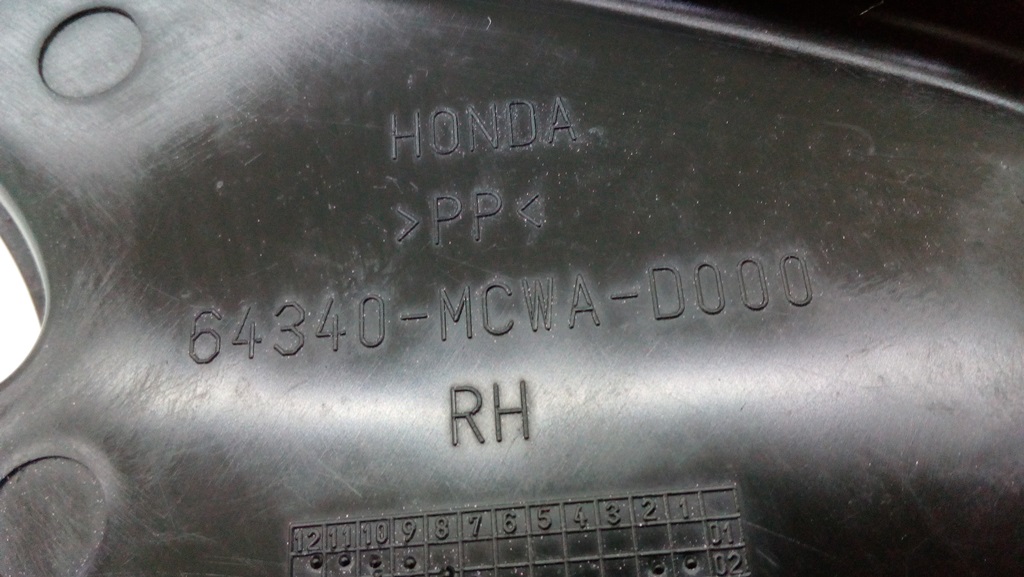 HONDA
>PP<
64340-MCWA-D000
RH
12 11 10 9 8 7 6 5 4 3 2 1
01
02